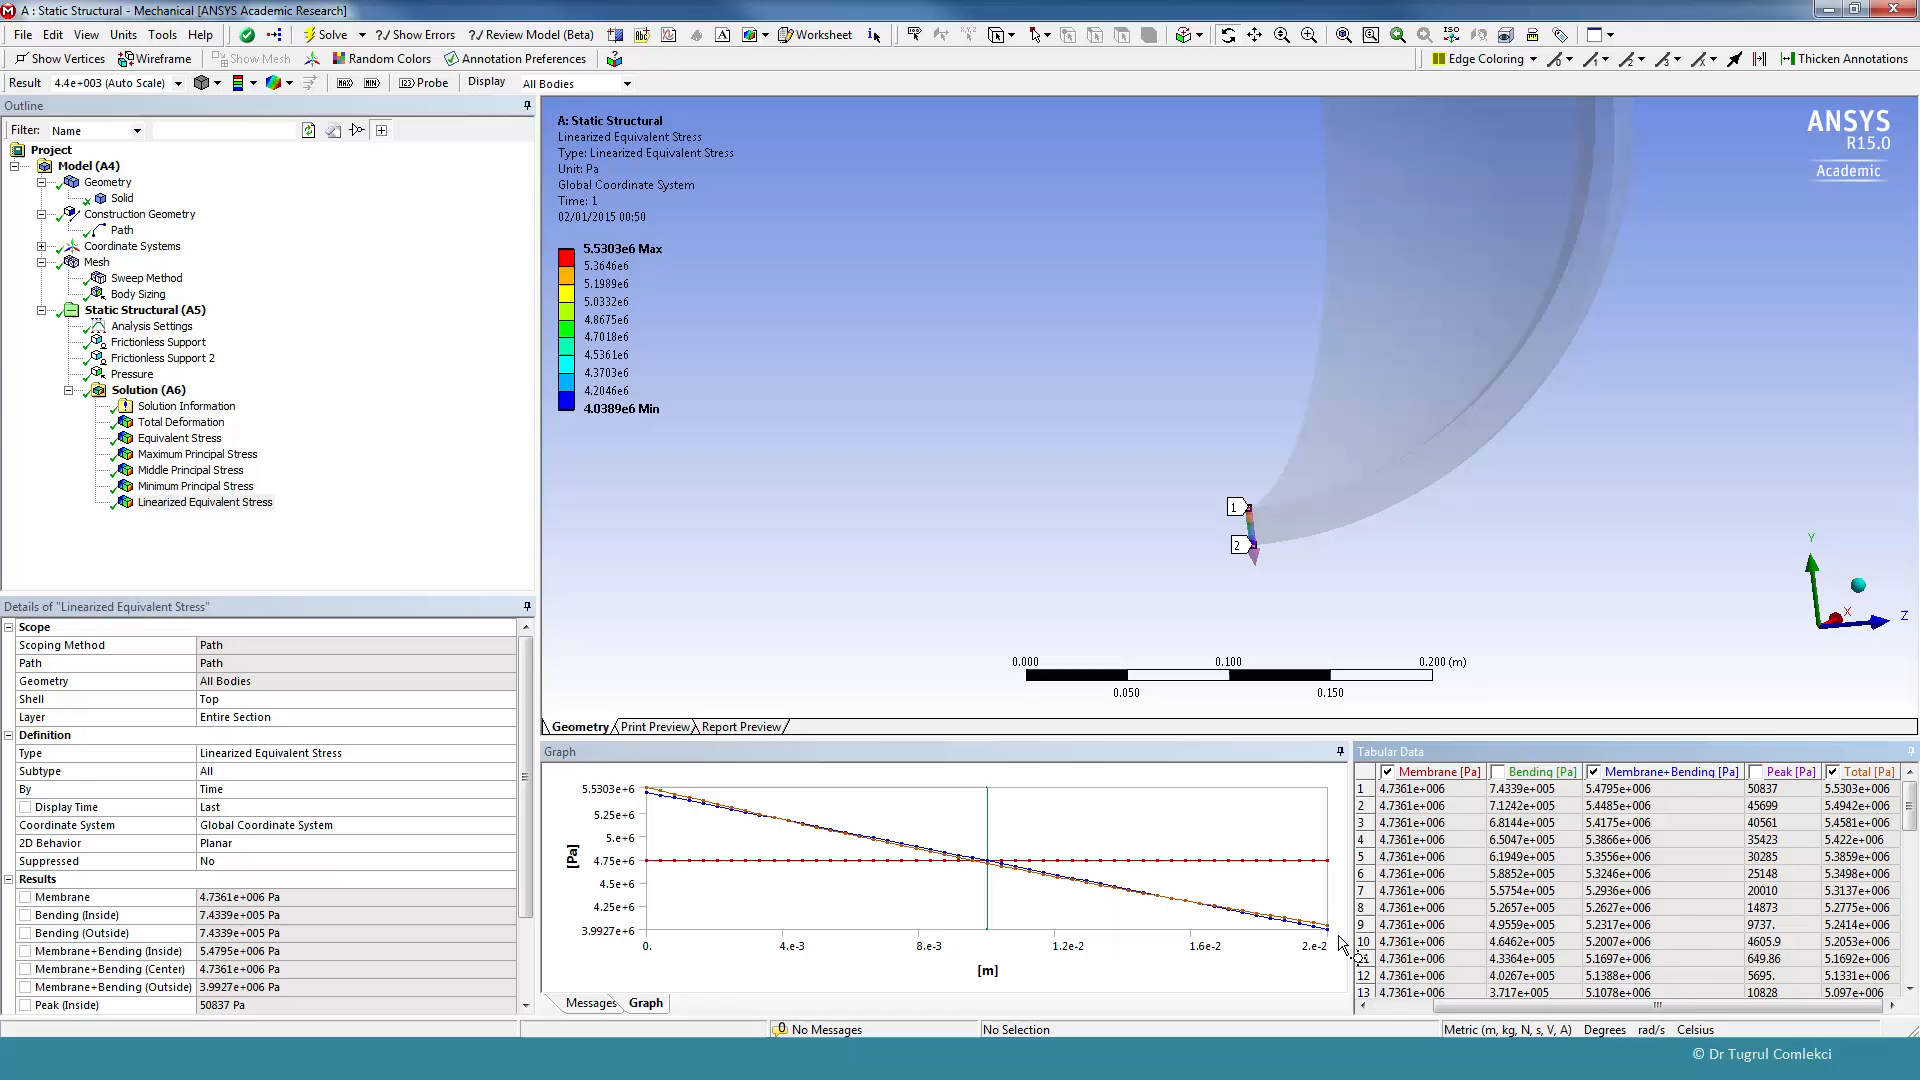 A : Static Structural - Mechanical [ANSYS Academic Research]
File Edit View Units Tools Help Solve ?/ Show Errors ?/ Review Model (Beta) Worksheet
Show Vertices Wireframe Show Mesh Random Colors Annotation Preferences Edge Coloring Thicken Annotations
Result 4.4e+003 (Auto Scale) MAX MIN Probe Display All Bodies
Outline
Filter: Name
Project
Model (A4)
Geometry
Solid
Construction Geometry
Path
Coordinate Systems
Mesh
Sweep Method
Body Sizing
Static Structural (A5)
Analysis Settings
Frictionless Support
Frictionless Support 2
Pressure
Solution (A6)
Solution Information
Total Deformation
Equivalent Stress
Maximum Principal Stress
Middle Principal Stress
Minimum Principal Stress
Linearized Equivalent Stress
Details of "Linearized Equivalent Stress"
Scope
Scoping Method Path
Path Path
Geometry All Bodies
Shell Top
Layer Entire Section
Definition
Type Linearized Equivalent Stress
Subtype All
By Time
Display Time Last
Coordinate System Global Coordinate System
2D Behavior Planar
Suppressed No
Results
Membrane 4.7361e+006 Pa
Bending (Inside) 7.4339e+005 Pa
Bending (Outside) 7.4339e+005 Pa
Membrane+Bending (Inside) 5.4795e+006 Pa
Membrane+Bending (Center) 4.7361e+006 Pa
Membrane+Bending (Outside) 3.9927e+006 Pa
Peak (Inside) 50837 Pa
A: Static Structural
Linearized Equivalent Stress
Type: Linearized Equivalent Stress
Unit: Pa
Global Coordinate System
Time: 1
02/01/2015 00:50
5.5303e6 Max
5.3646e6
5.1989e6
5.0332e6
4.8675e6
4.7018e6
4.5361e6
4.3703e6
4.2046e6
4.0389e6 Min
ANSYS
R15.0
Academic
1
2
Y
X
Z
0.000 0.100 0.200 (m)
0.050 0.150
Geometry Print Preview Report Preview
Graph
5.5303e+6
5.25e+6
5.e+6
4.75e+6
4.5e+6
4.25e+6
3.9927e+6
[Pa]
0. 4.e-3 8.e-3 1.2e-2 1.6e-2 2.e-2
[m]
Messages Graph
Tabular Data
Membrane [Pa] Bending [Pa] Membrane+Bending [Pa] Peak [Pa] Total [Pa]
1 4.7361e+006 7.4339e+005 5.4795e+006 50837 5.5303e+006
2 4.7361e+006 7.1242e+005 5.4485e+006 45699 5.4942e+006
3 4.7361e+006 6.8144e+005 5.4175e+006 40561 5.4581e+006
4 4.7361e+006 6.5047e+005 5.3866e+006 35423 5.422e+006
5 4.7361e+006 6.1949e+005 5.3556e+006 30285 5.3859e+006
6 4.7361e+006 5.8852e+005 5.3246e+006 25148 5.3498e+006
7 4.7361e+006 5.5754e+005 5.2936e+006 20010 5.3137e+006
8 4.7361e+006 5.2657e+005 5.2627e+006 14873 5.2775e+006
9 4.7361e+006 4.9559e+005 5.2317e+006 9737. 5.2414e+006
10 4.7361e+006 4.6462e+005 5.2007e+006 4605.9 5.2053e+006
4.7361e+006 4.3364e+005 5.1697e+006 649.86 5.1692e+006
12 4.7361e+006 4.0267e+005 5.1388e+006 5695. 5.1331e+006
13 4.7361e+006 3.717e+005 5.1078e+006 10828 5.097e+006
No Messages No Selection Metric (m, kg, N, s, V, A) Degrees rad/s Celsius
© Dr Tugrul Comlekci